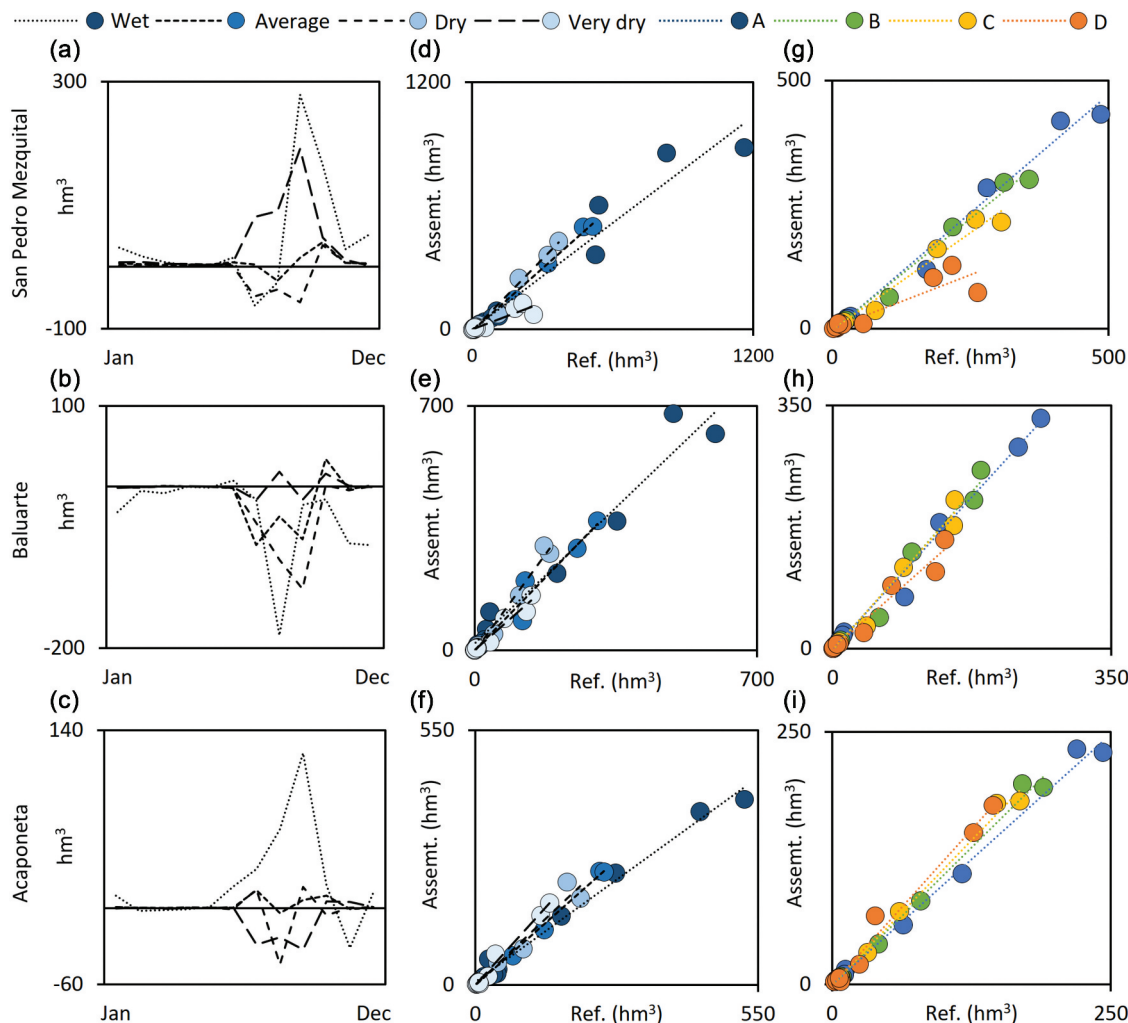 Wet Average Dry Very dry A B C D
(a) (d) (g)
San Pedro Mezquital
hm³
300
-100
Jan Dec
Assemt. (hm³)
1200
0
0 Ref. (hm³) 1200
Assemt. (hm³)
500
0
0 Ref. (hm³) 500
(b) (e) (h)
Baluarte
hm³
100
-200
Jan Dec
Assemt. (hm³)
700
0
0 Ref. (hm³) 700
Assemt. (hm³)
350
0
0 Ref. (hm³) 350
(c) (f) (i)
Acaponeta
hm³
140
-60
Jan Dec
Assemt. (hm³)
550
0
0 Ref. (hm³) 550
Assemt. (hm³)
250
0
0 Ref. (hm³) 250